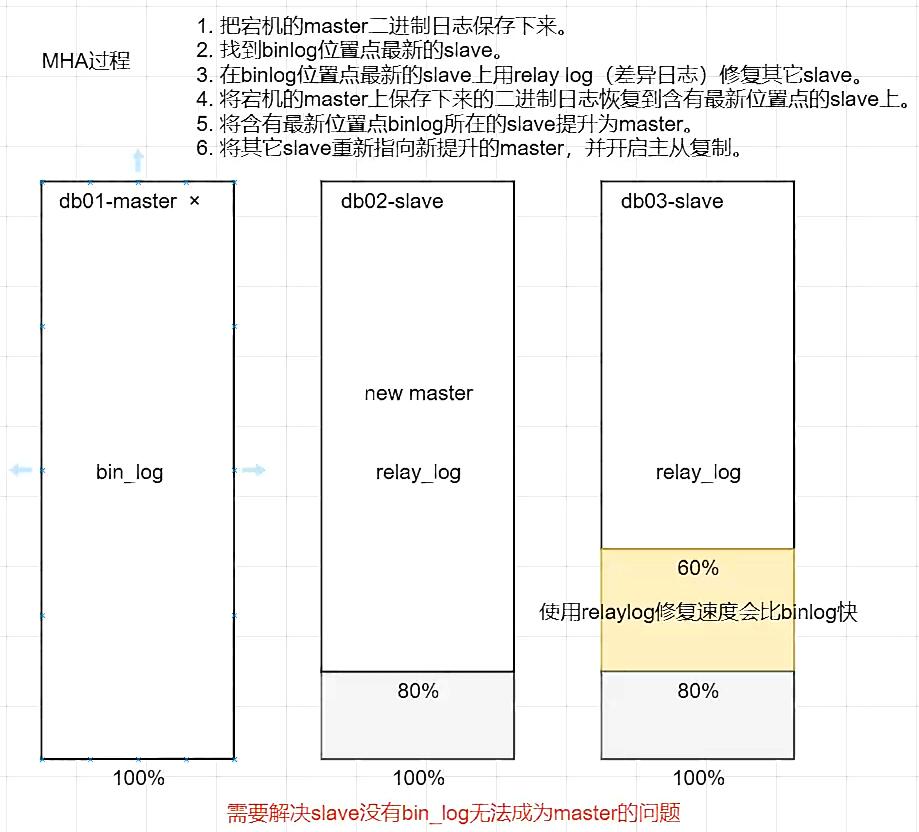 MHA过程
1. 把宕机的master二进制日志保存下来。
2. 找到binlog位置点最新的slave。
3. 在binlog位置点最新的slave上用relay log（差异日志）修复其它slave。
4. 将宕机的master上保存下来的二进制日志恢复到含有最新位置点的slave上。
5. 将含有最新位置点binlog所在的slave提升为master。
6. 将其它slave重新指向新提升的master，并开启主从复制。
db01-master ×
db02-slave
db03-slave
new master
bin_log
relay_log
relay_log
60%
使用relaylog修复速度会比binlog快
80%
80%
100%
100%
100%
需要解决slave没有bin_log无法成为master的问题